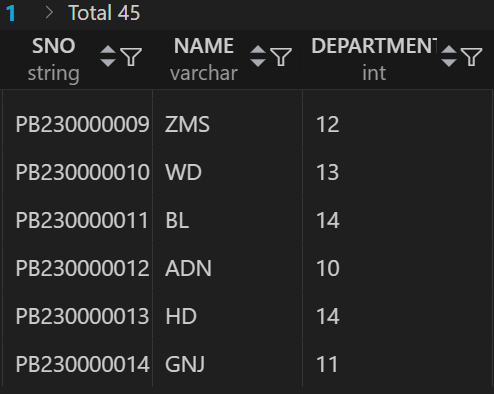 1 > Total 45
SNO NAME DEPARTMENT
string varchar int
PB230000009 ZMS 12
PB230000010 WD 13
PB230000011 BL 14
PB230000012 ADN 10
PB230000013 HD 14
PB230000014 GNJ 11